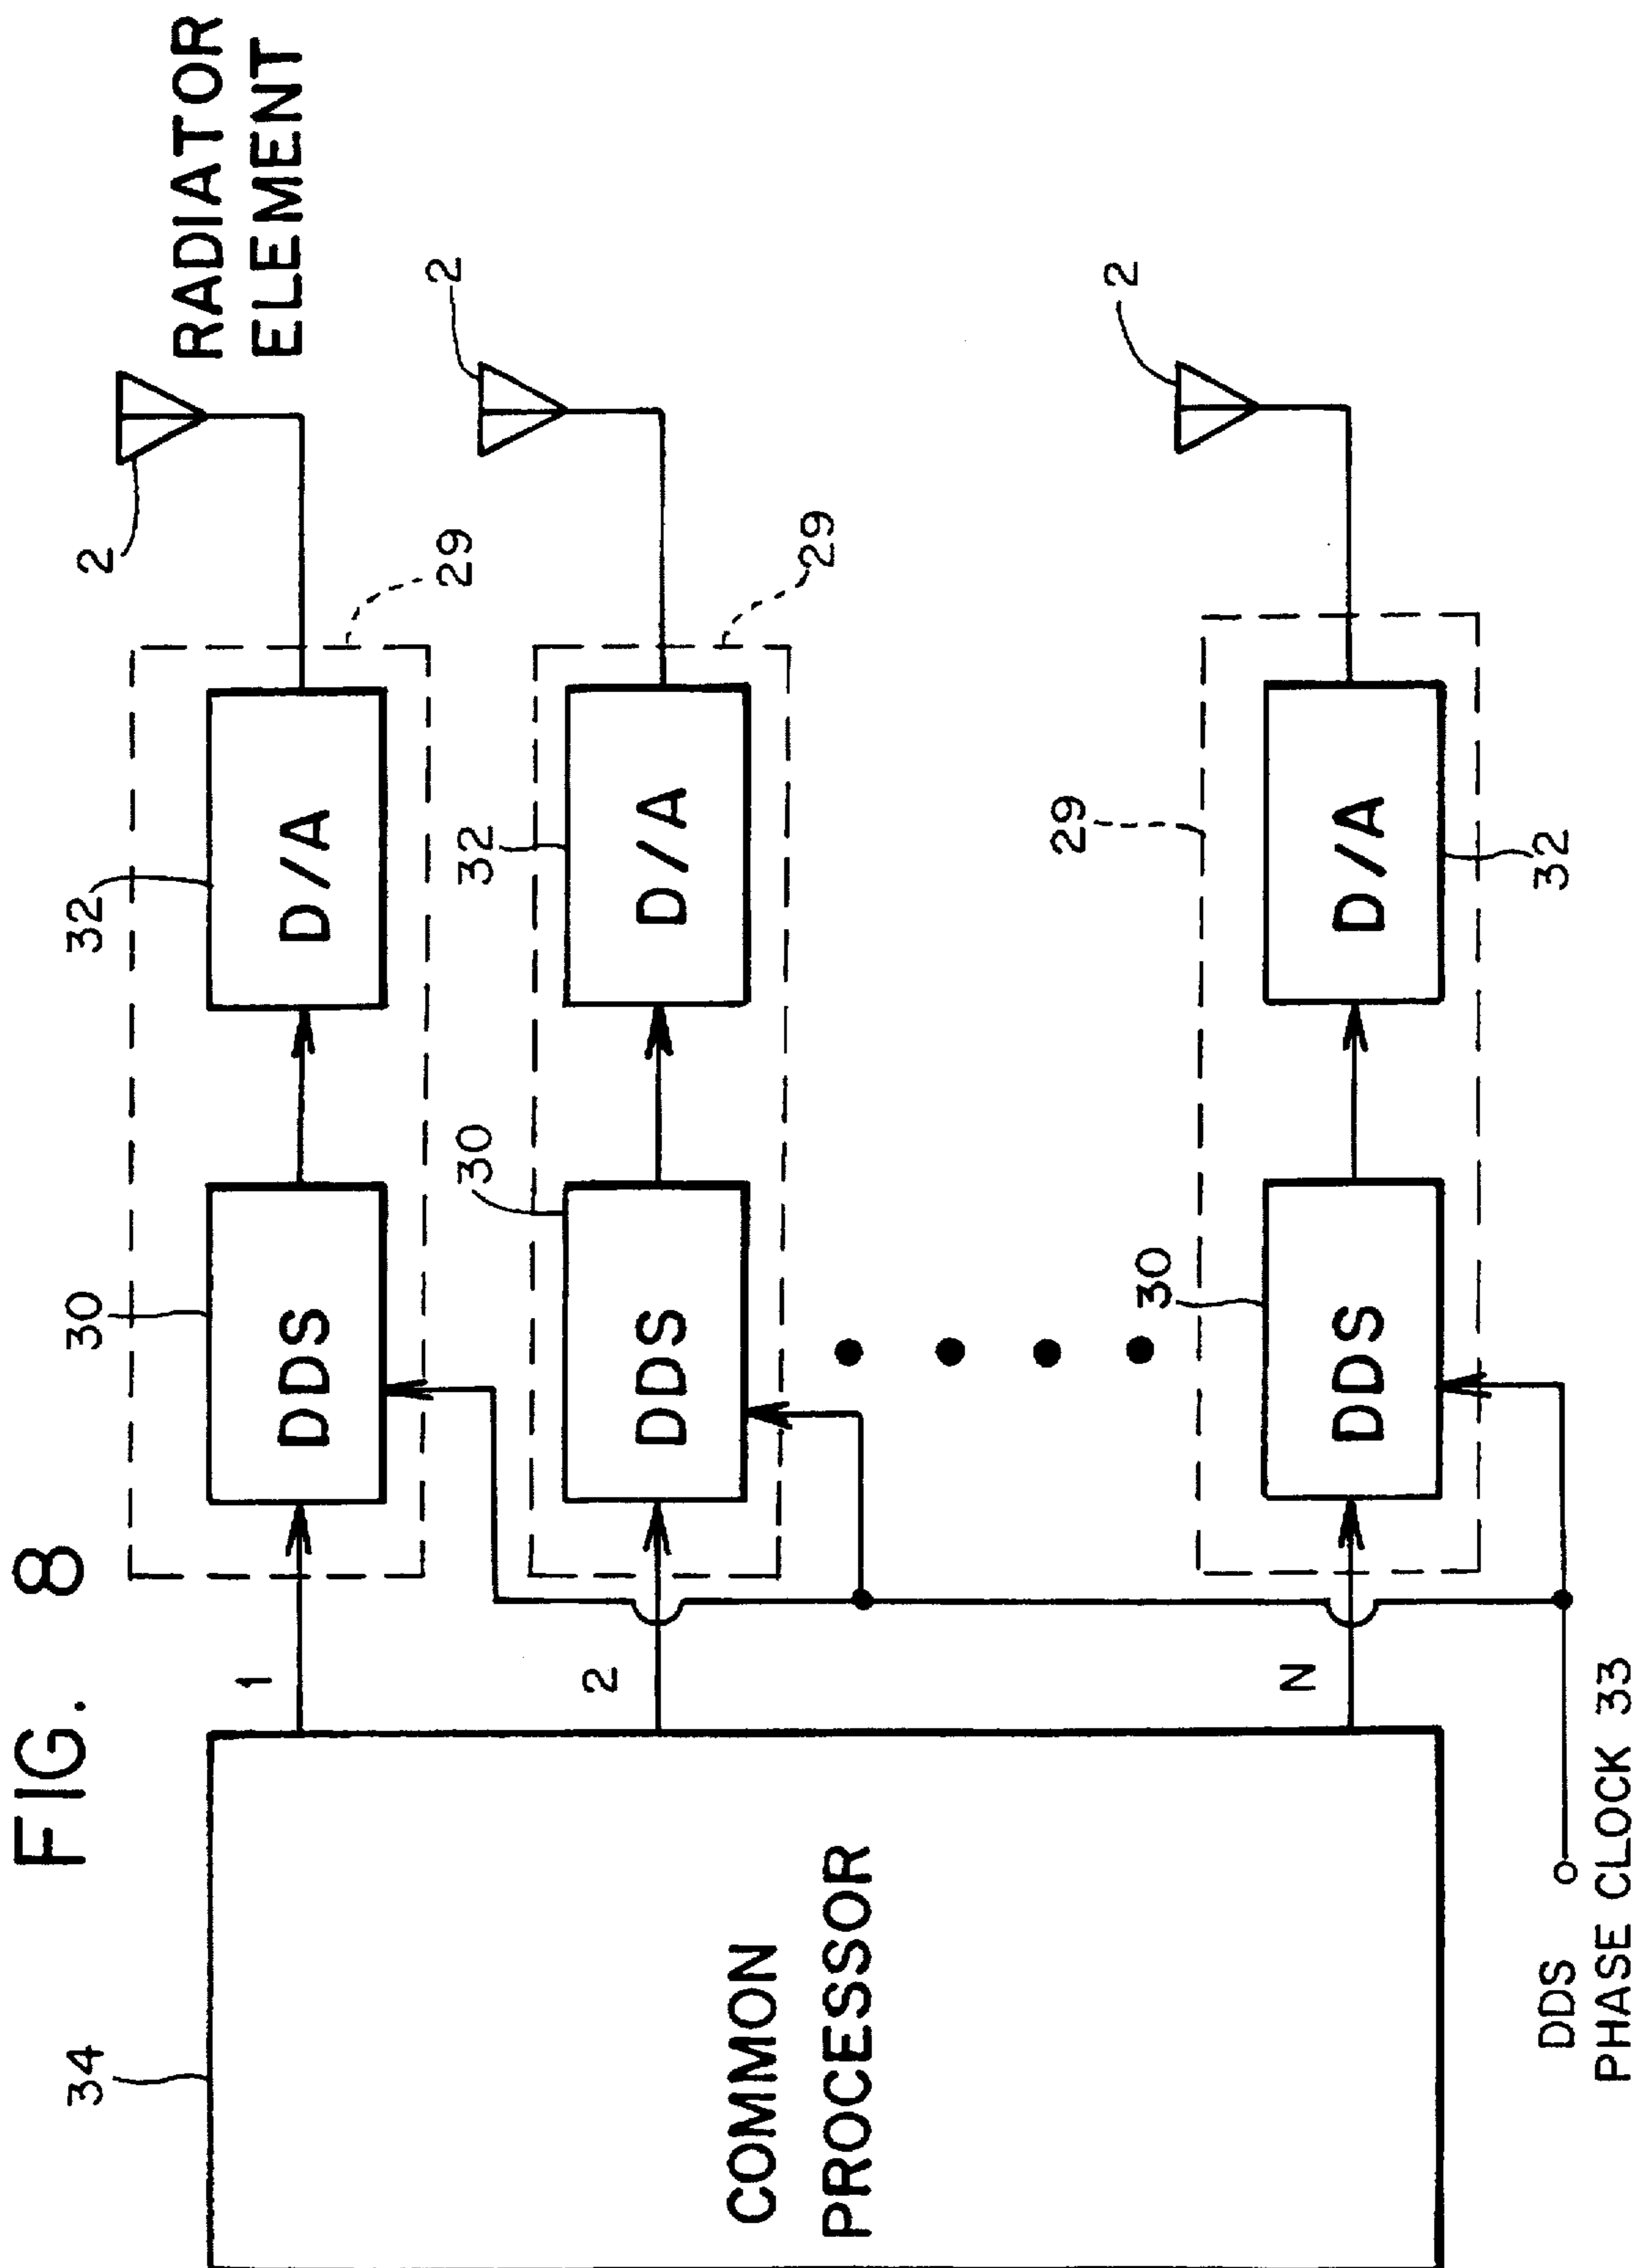 FIG. 8
34
COMMON
PROCESSOR
DDS
PHASE CLOCK 33
1
2
N
30
DDS
32
D/A
29
2
RADIATOR
ELEMENT
30
DDS
32
D/A
29
2
30
DDS
29
D/A
32
2